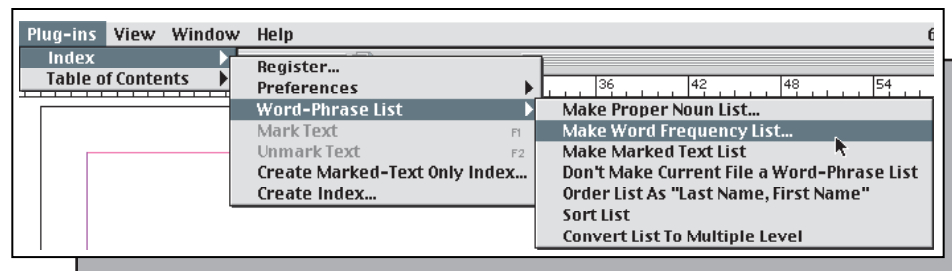 Plug-ins View Window Help 6
Index
Table of Contents
Register...
Preferences
Word-Phrase List
Mark Text F1
Unmark Text F2
Create Marked-Text Only Index...
Create Index...
36 42 48 54
Make Proper Noun List...
Make Word Frequency List...
Make Marked Text List
Don't Make Current File a Word-Phrase List
Order List As "Last Name, First Name"
Sort List
Convert List To Multiple Level